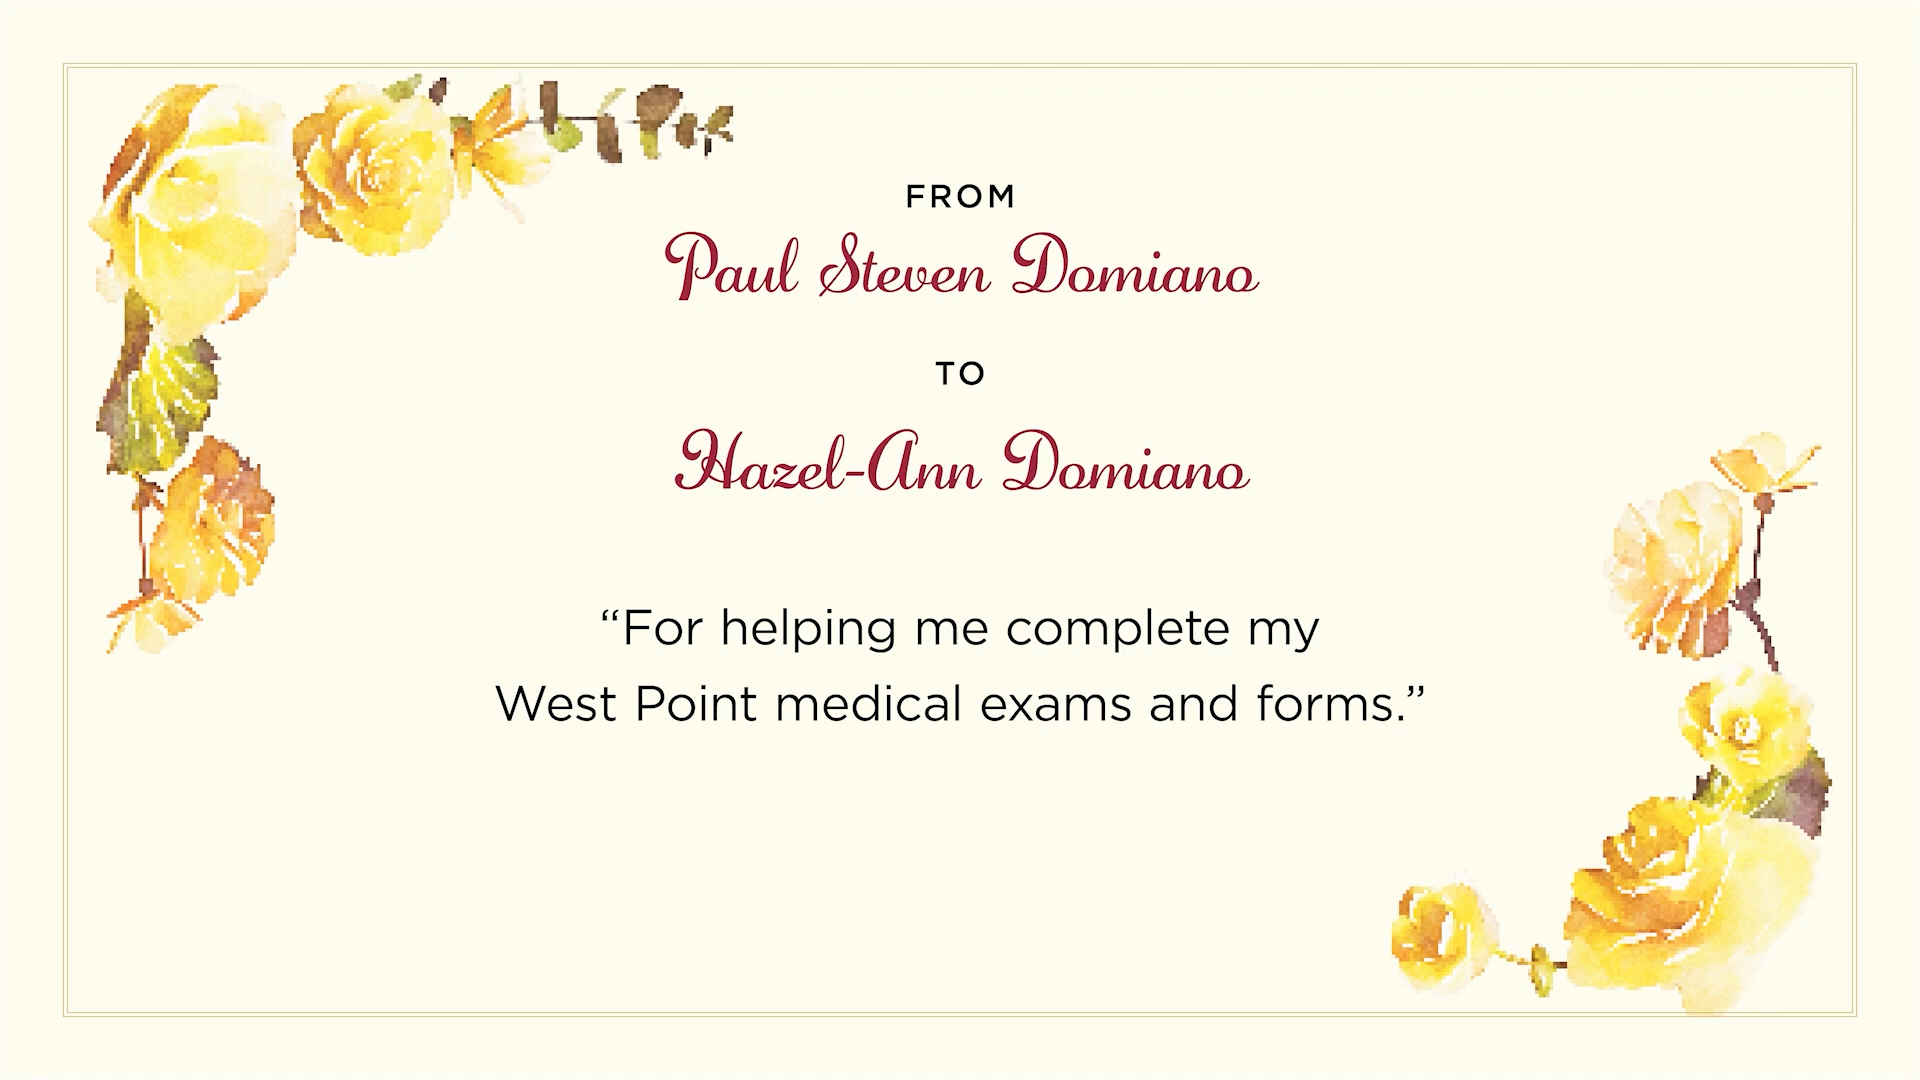 FROM
Paul Steven Domiano
TO
Hazel-Ann Domiano
“For helping me complete my
West Point medical exams and forms.”